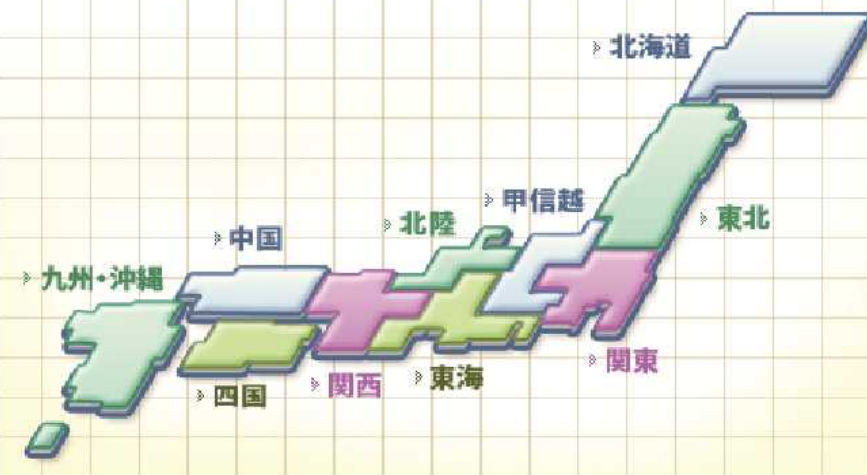 北海道
甲信越
北陸
東北
中国
九州・沖縄
関東
東海
関西
四国